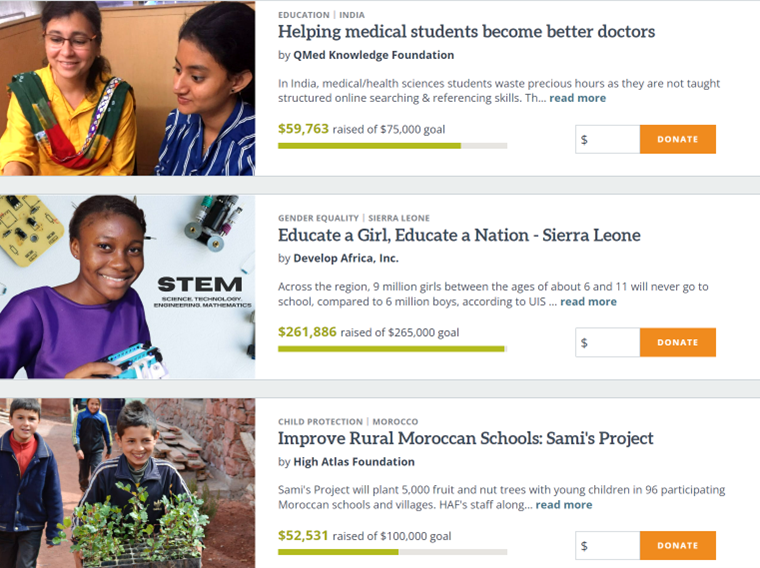 EDUCATION | INDIA
Helping medical students become better doctors
by QMed Knowledge Foundation
In India, medical/health sciences students waste precious hours as they are not taught
structured online searching & referencing skills. Th... read more
$59,763 raised of $75,000 goal
$
DONATE
STEM
SCIENCE, TECHNOLOGY,
ENGINEERING, MATHEMATICS
GENDER EQUALITY | SIERRA LEONE
Educate a Girl, Educate a Nation - Sierra Leone
by Develop Africa, Inc.
Across the region, 9 million girls between the ages of about 6 and 11 will never go to
school, compared to 6 million boys, according to UIS ... read more
$261,886 raised of $265,000 goal
$
DONATE
CHILD PROTECTION | MOROCCO
Improve Rural Moroccan Schools: Sami's Project
by High Atlas Foundation
Sami's Project will plant 5,000 fruit and nut trees with young children in 96 participating
Moroccan schools and villages. HAF's staff along... read more
$52,531 raised of $100,000 goal
$
DONATE